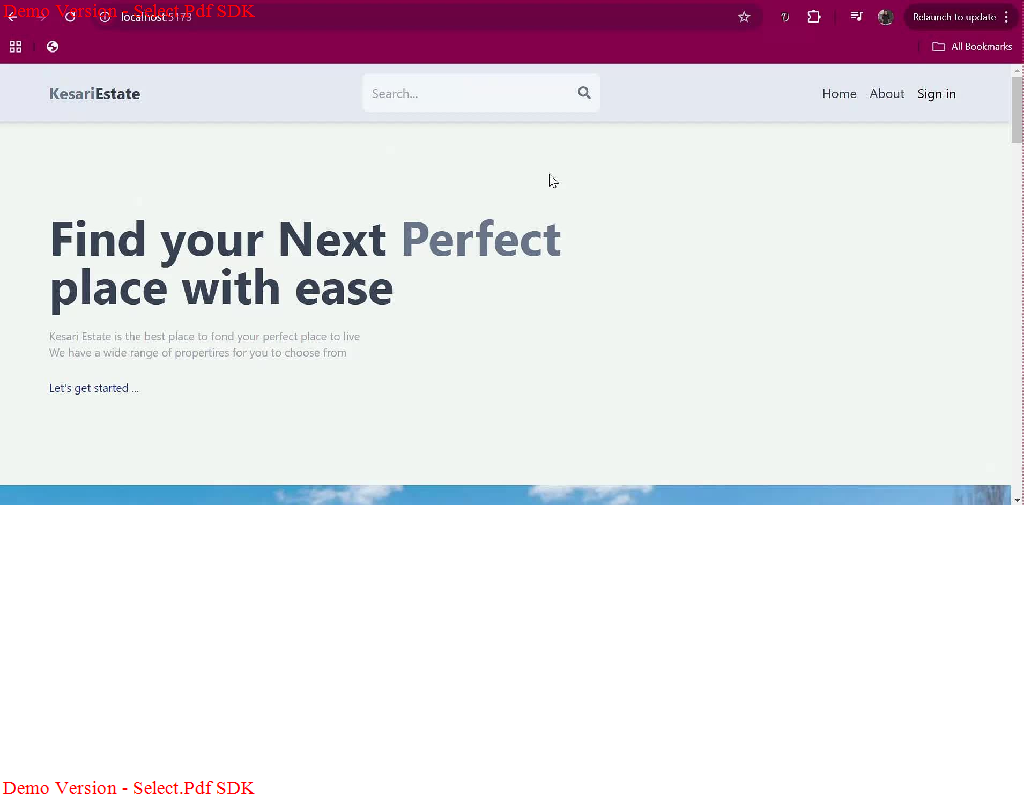 Demo Version - Select.Pdf SDK
localhost:5173
Relaunch to update
All Bookmarks
KesariEstate
Search...
Home
About
Sign in
Find your Next Perfect
place with ease
Kesari Estate is the best place to fond your perfect place to live
We have a wide range of propertires for you to choose from
Let's get started ...
Demo Version - Select.Pdf SDK